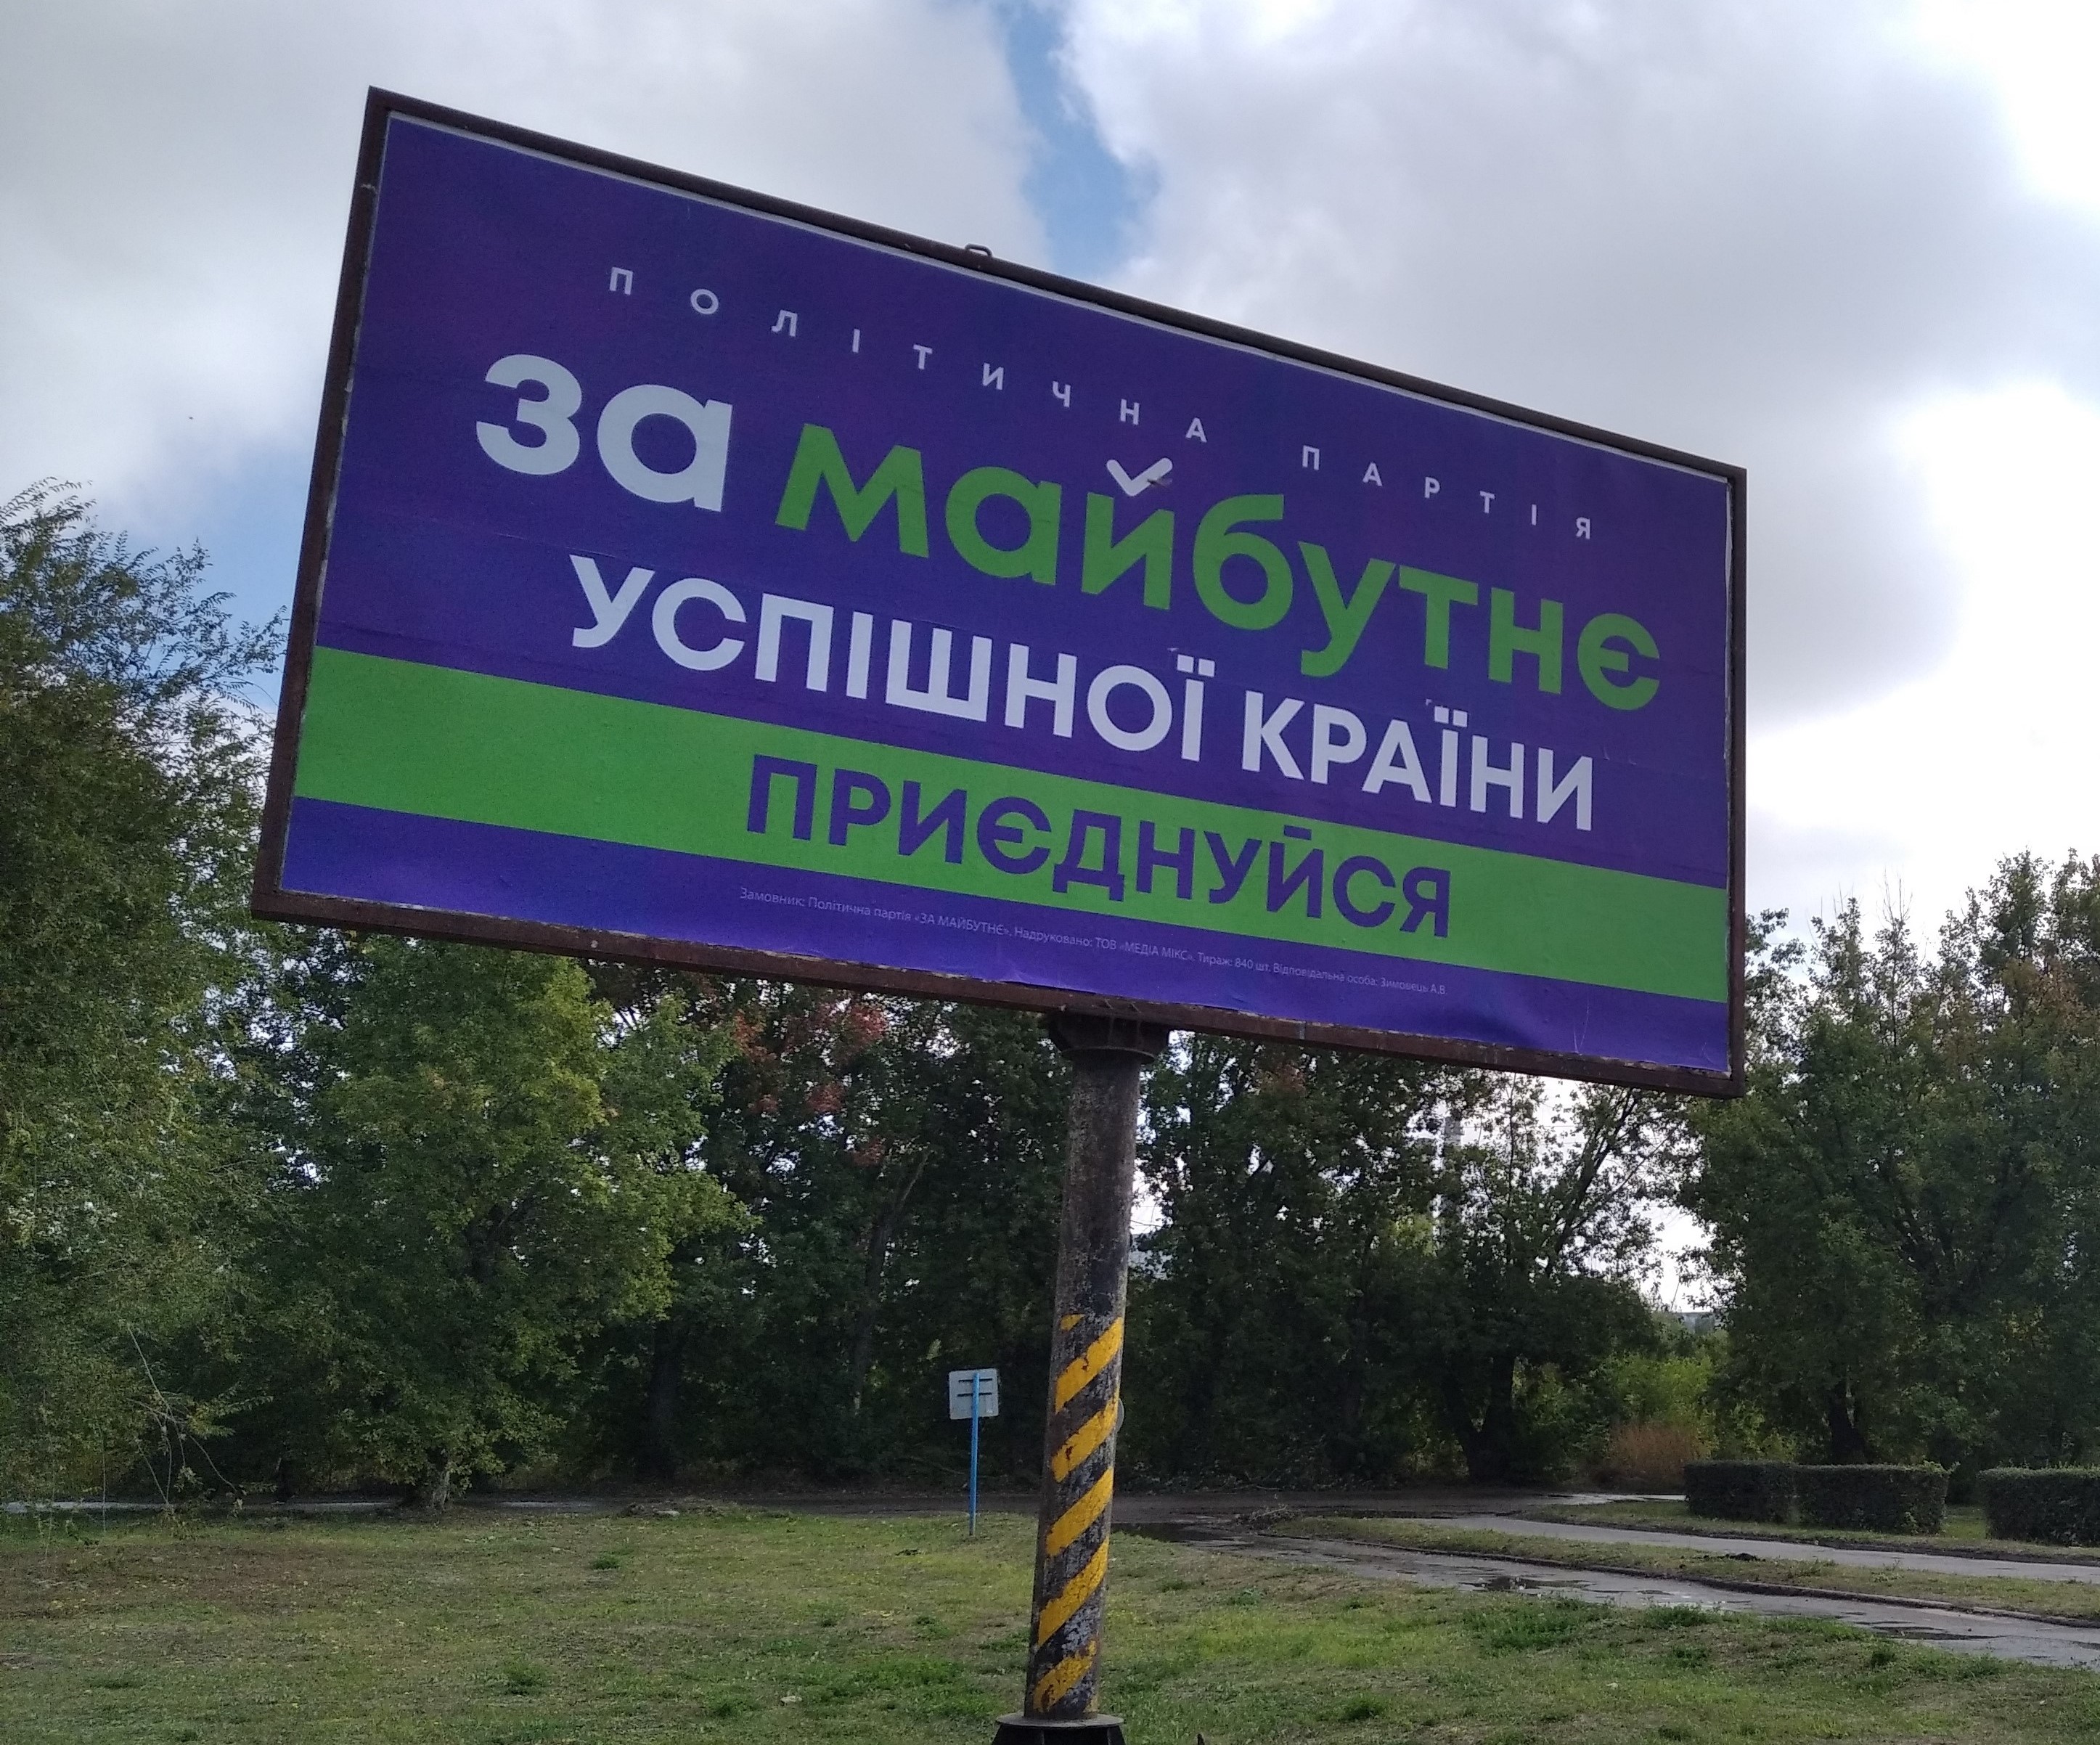 ПОЛІТИЧНА ПАРТІЯ
За майбутнє
УСПІШНОЇ КРАЇНИ
ПРИЄДНУЙСЯ
Замовник: Політична партія «ЗА МАЙБУТНЄ». Надруковано: ТОВ «МЕДІА МІКС». Тираж: 840 шт. Відповідальна особа: Зимовець А.В.